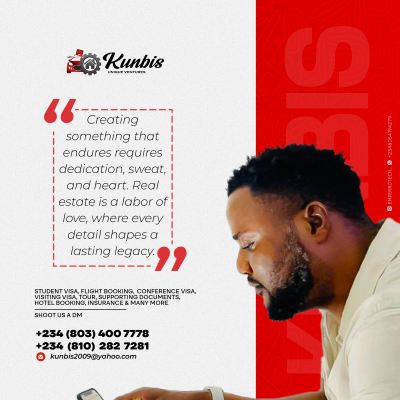 Kunbis
UNIQUE VENTURES
KUNBIS
“
Creating
something that
endures requires
dedication, sweat,
and heart. Real
estate is a labor of
love, where every
detail shapes a
lasting legacy.
”
STUDENT VISA, FLIGHT BOOKING, CONFERENCE VISA,
VISITING VISA, TOUR, SUPPORTING DOCUMENTS,
HOTEL BOOKING, INSURANCE & MANY MORE
SHOOT US A DM
+234 (803) 400 7778
+234 (810) 282 7281
kunbis2009@yahoo.com